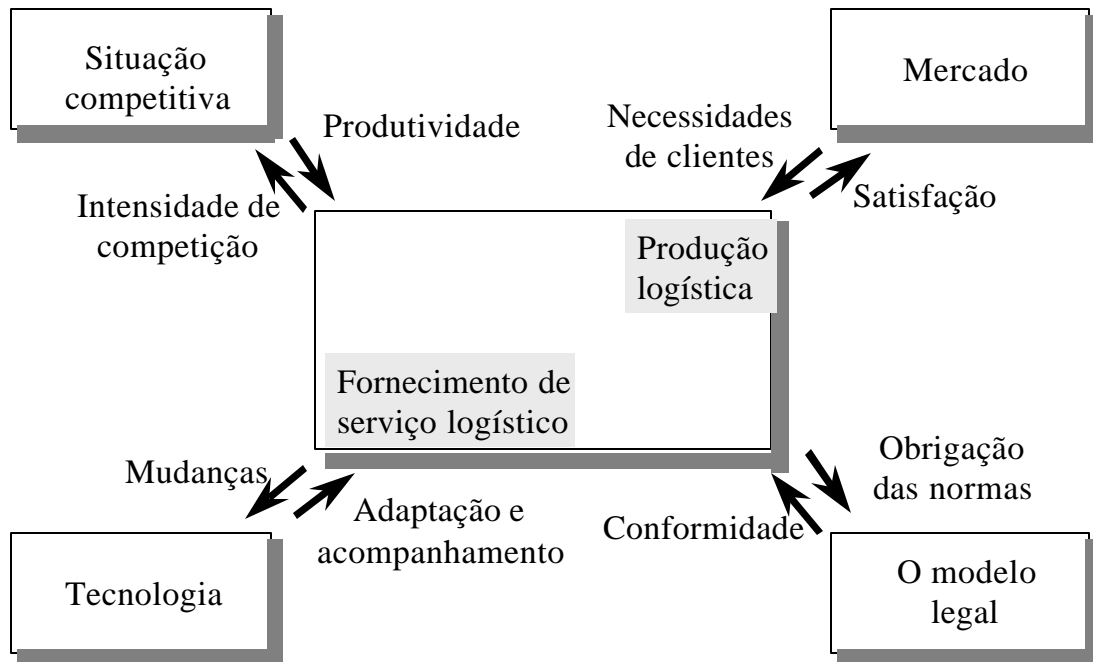 Situação
competitiva
Mercado
Produtividade
Necessidades
de clientes
Intensidade de
competição
Satisfação
Produção
logística
Fornecimento de
serviço logístico
Mudanças
Adaptação e
acompanhamento
Conformidade
Obrigação
das normas
Tecnologia
O modelo
legal